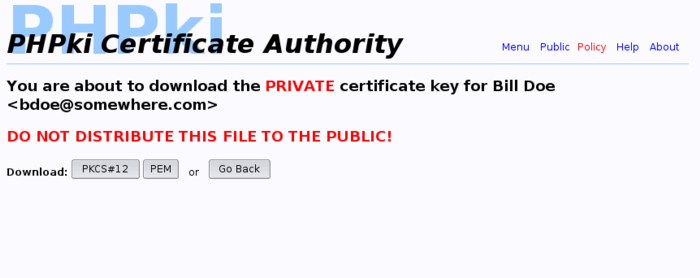 PHPki
PHPki Certificate Authority
Menu Public Policy Help About
You are about to download the PRIVATE certificate key for Bill Doe
<bdoe@somewhere.com>
DO NOT DISTRIBUTE THIS FILE TO THE PUBLIC!
Download: PKCS#12 PEM or Go Back